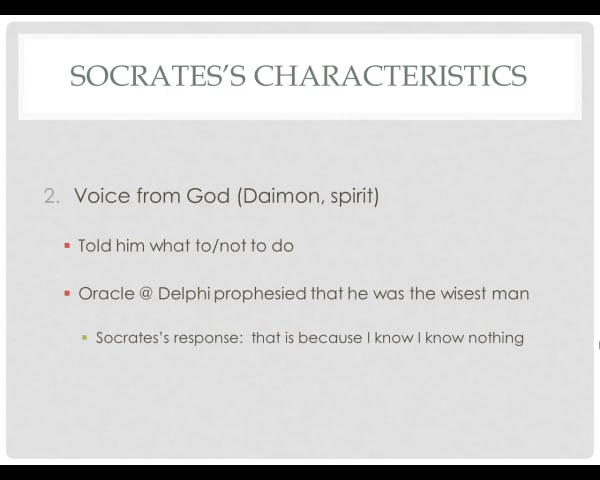 SOCRATES'S CHARACTERISTICS
2. Voice from God (Daimon, spirit)
▪ Told him what to/not to do
▪ Oracle @ Delphi prophesied that he was the wisest man
▪ Socrates's response: that is because I know I know nothing